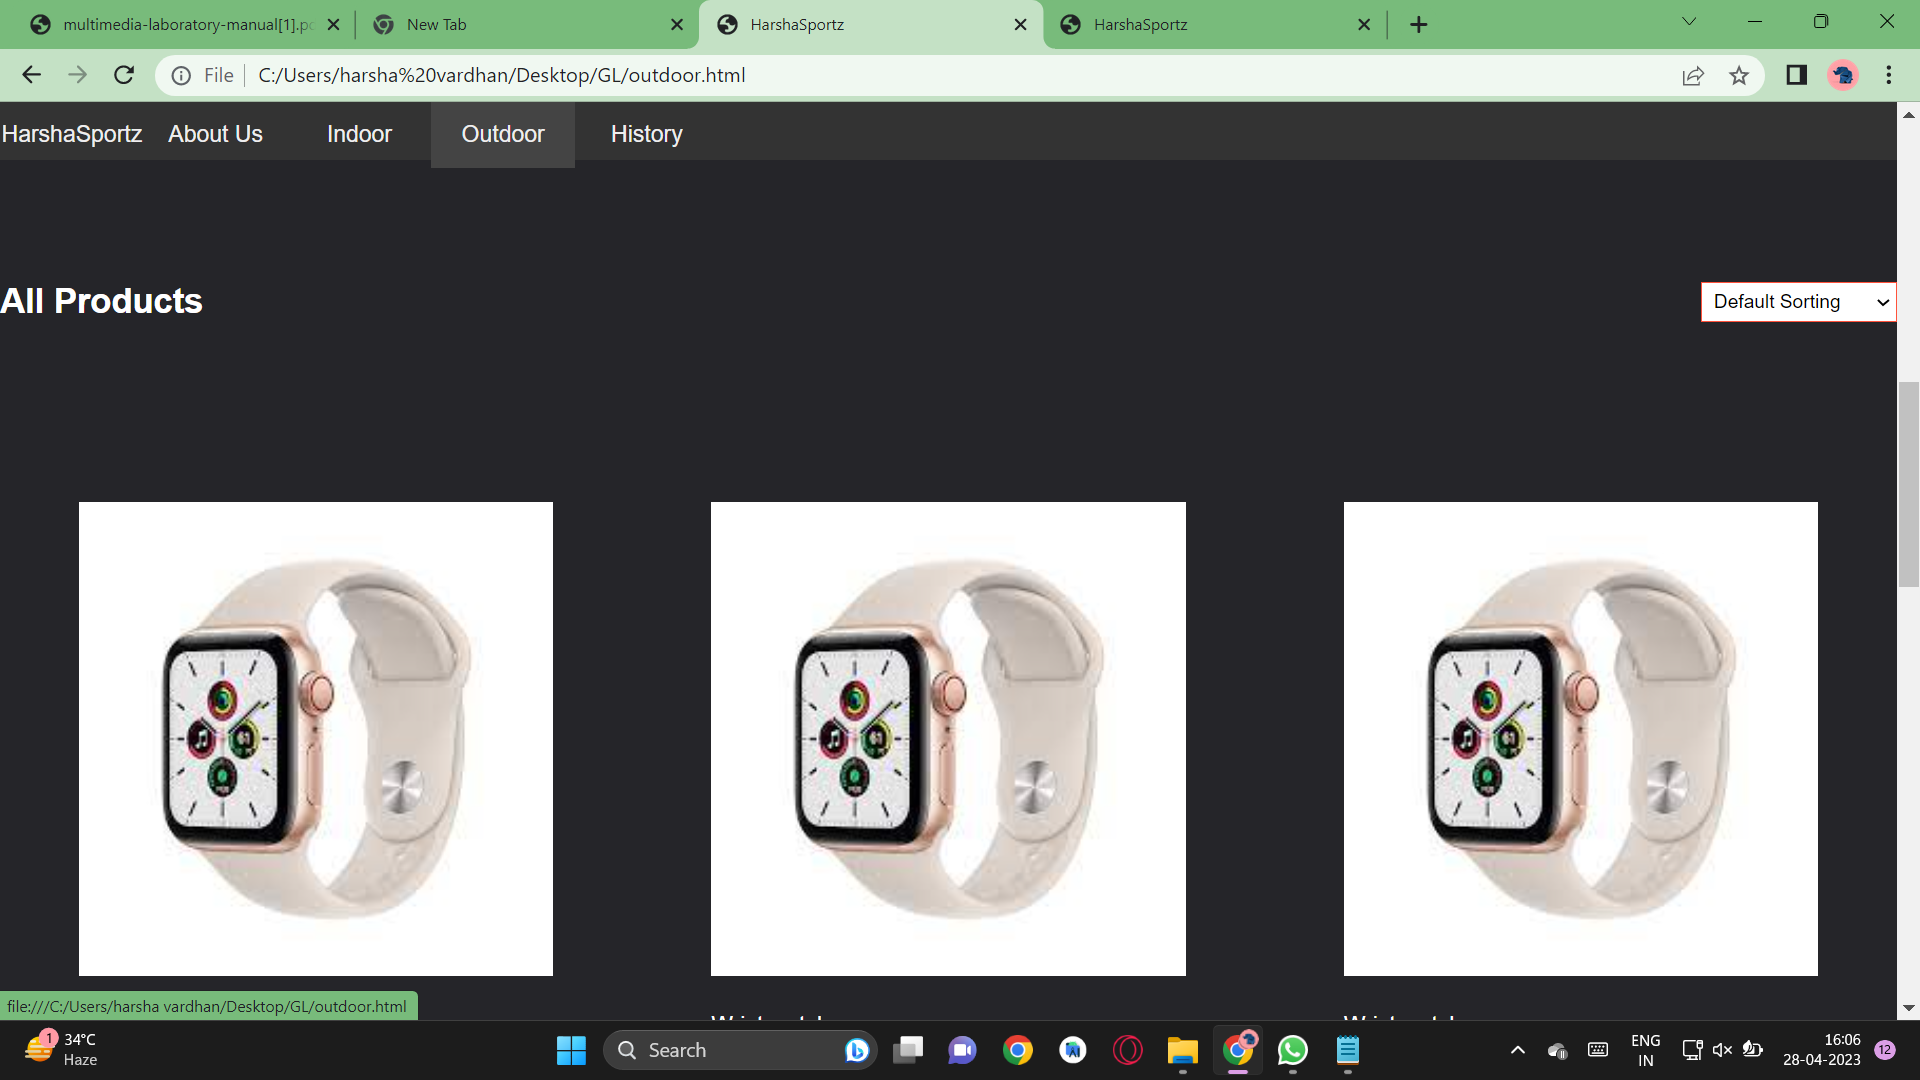 multimedia-laboratory-manual[1].pc
New Tab
HarshaSportz
HarshaSportz
File
C:/Users/harsha%20vardhan/Desktop/GL/outdoor.html
HarshaSportz About Us Indoor Outdoor History
All Products
Default Sorting
file:///C:/Users/harsha vardhan/Desktop/GL/outdoor.html
1
34°C
Haze
Search
ENG
IN
16:06
28-04-2023
12